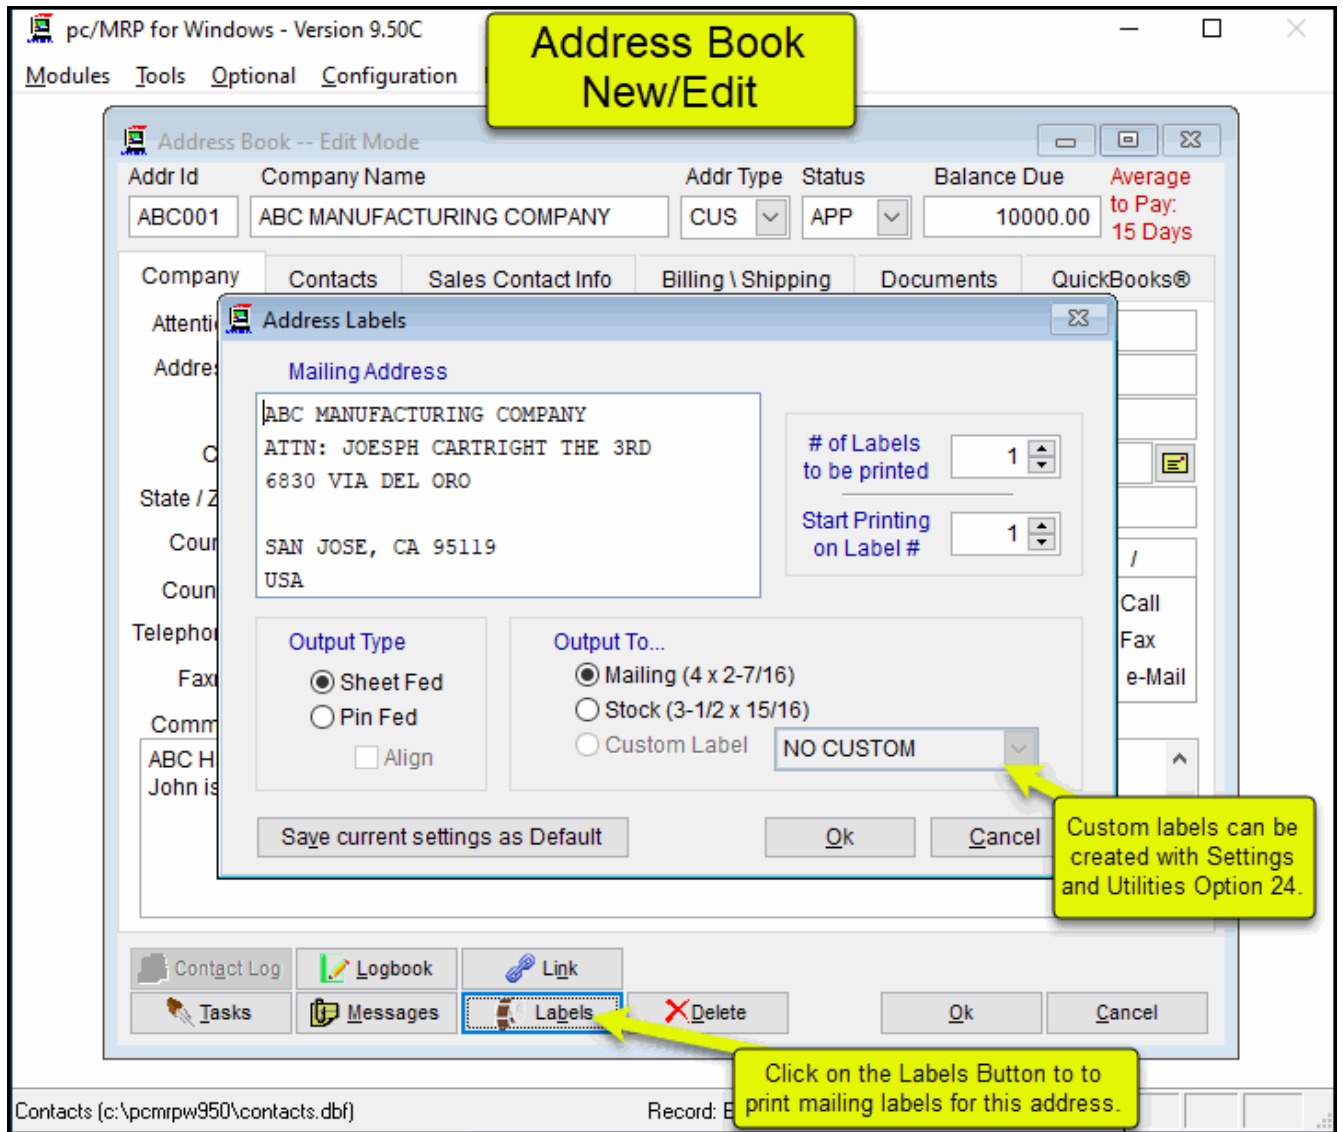 pc/MRP for Windows - Version 9.50C
Address Book
New/Edit
Modules Tools Optional Configuration
Address Book -- Edit Mode
Addr Id Company Name Addr Type Status Balance Due Average
to Pay:
15 Days
ABC001 ABC MANUFACTURING COMPANY CUS APP 10000.00
Company Contacts Sales Contact Info Billing \ Shipping Documents QuickBooks®
Address Labels
Mailing Address
ABC MANUFACTURING COMPANY
ATTN: JOESPH CARTRIGHT THE 3RD
6830 VIA DEL ORO
SAN JOSE, CA 95119
USA
# of Labels
to be printed 1
Start Printing
on Label # 1
State / Z
/
Call
Fax
e-Mail
Output Type
Sheet Fed
Pin Fed
Align
Output To...
Mailing (4 x 2-7/16)
Stock (3-1/2 x 15/16)
Custom Label NO CUSTOM
ABC H
John is
Save current settings as Default Ok Cancel
Custom labels can be
created with Settings
and Utilities Option 24.
Contact Log Logbook Link
Tasks Messages Labels Delete Ok Cancel
Click on the Labels Button to to
print mailing labels for this address.
Contacts (c:\pcmrpw950\contacts.dbf) Record: